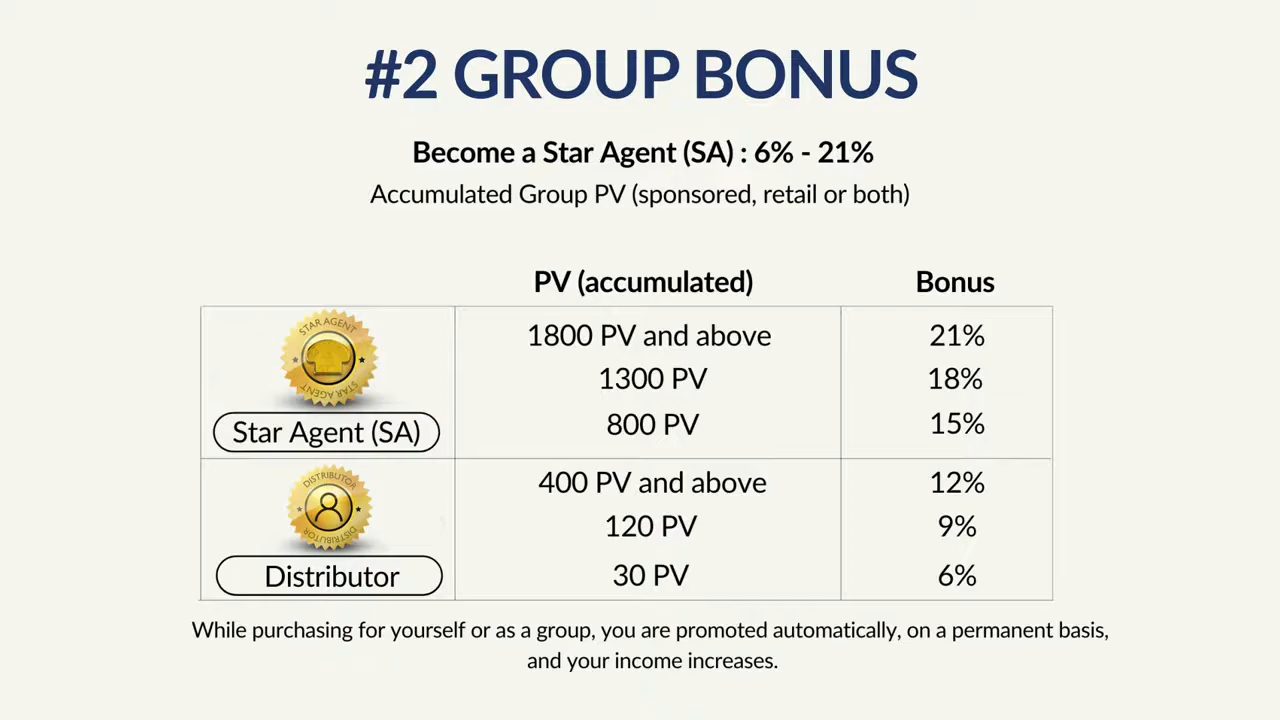 #2 GROUP BONUS
Become a Star Agent (SA) : 6% - 21%
Accumulated Group PV (sponsored, retail or both)
PV (accumulated) Bonus
STAR AGENT
STAR AGENT
Star Agent (SA)
1800 PV and above 21%
1300 PV 18%
800 PV 15%
DISTRIBUTOR
DISTRIBUTOR
Distributor
400 PV and above 12%
120 PV 9%
30 PV 6%
While purchasing for yourself or as a group, you are promoted automatically, on a permanent basis,
and your income increases.